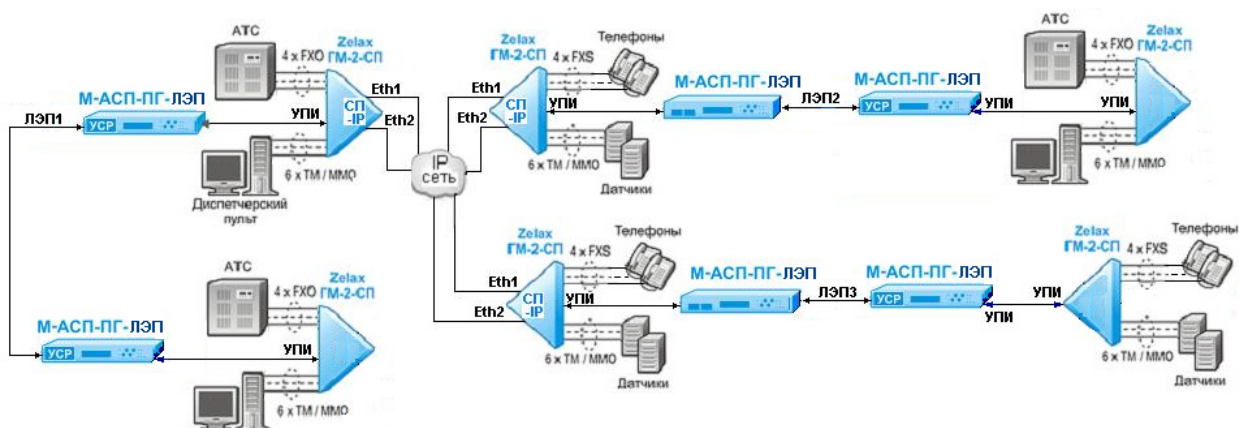 АТС
4 x FXO
Zelax
ГМ-2-СП
М-АСП-ПГ-ЛЭП
УСР
ЛЭП1
УПИ
СП
-IP
Eth1
Eth2
6 x ТМ / ММО
Диспетчерский
пульт
IP
сеть
Zelax
ГМ-2-СП
4 x FXS
Телефоны
Eth1
Eth2
СП
-IP
УПИ
М-АСП-ПГ-ЛЭП
6 x ТМ / ММО
Датчики
ЛЭП2
М-АСП-ПГ-ЛЭП
УСР
УПИ
АТС
4 x FXO
Zelax
ГМ-2-СП
УПИ
6 x ТМ / ММО
Диспетчерский
пульт
АТС
4 x FXO
Zelax
ГМ-2-СП
М-АСП-ПГ-ЛЭП
УСР
УПИ
6 x ТМ / ММО
Zelax
ГМ-2-СП
4 x FXS
Телефоны
Eth1
Eth2
СП
-IP
УПИ
М-АСП-ПГ-ЛЭП
6 x ТМ / ММО
Датчики
ЛЭП3
М-АСП-ПГ-ЛЭП
УСР
УПИ
УПИ
Zelax
ГМ-2-СП
4 x FXS
Телефоны
6 x ТМ / ММО
Датчики